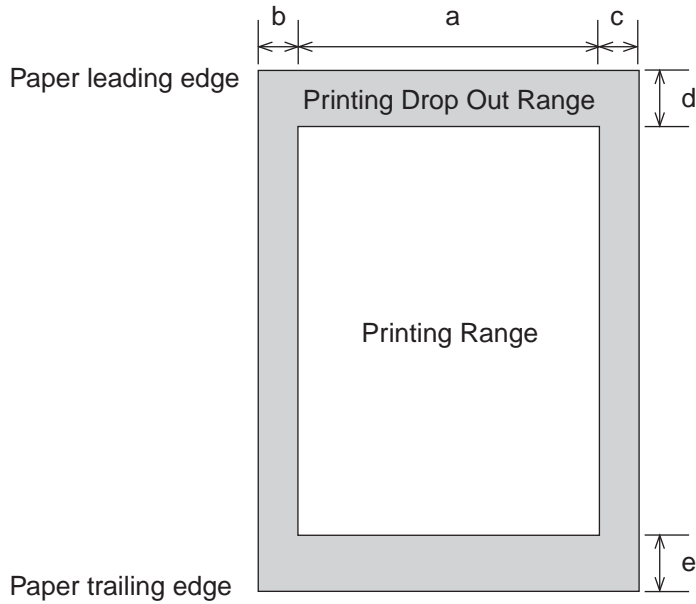 b a c
Paper leading edge
Printing Drop Out Range
d
Printing Range
e
Paper trailing edge